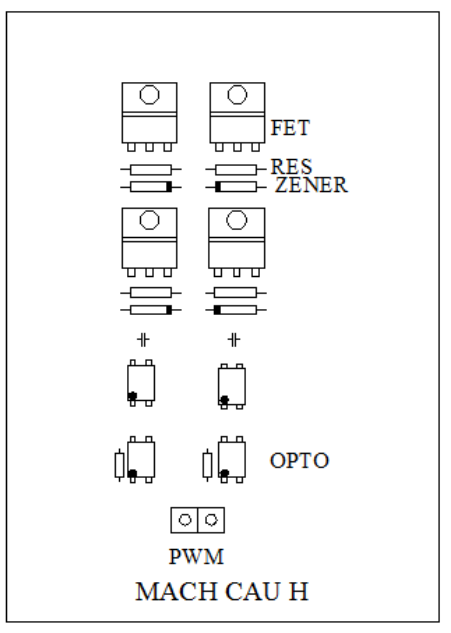 FET
RES
ZENER
OPTO
PWM
MACH CAU H